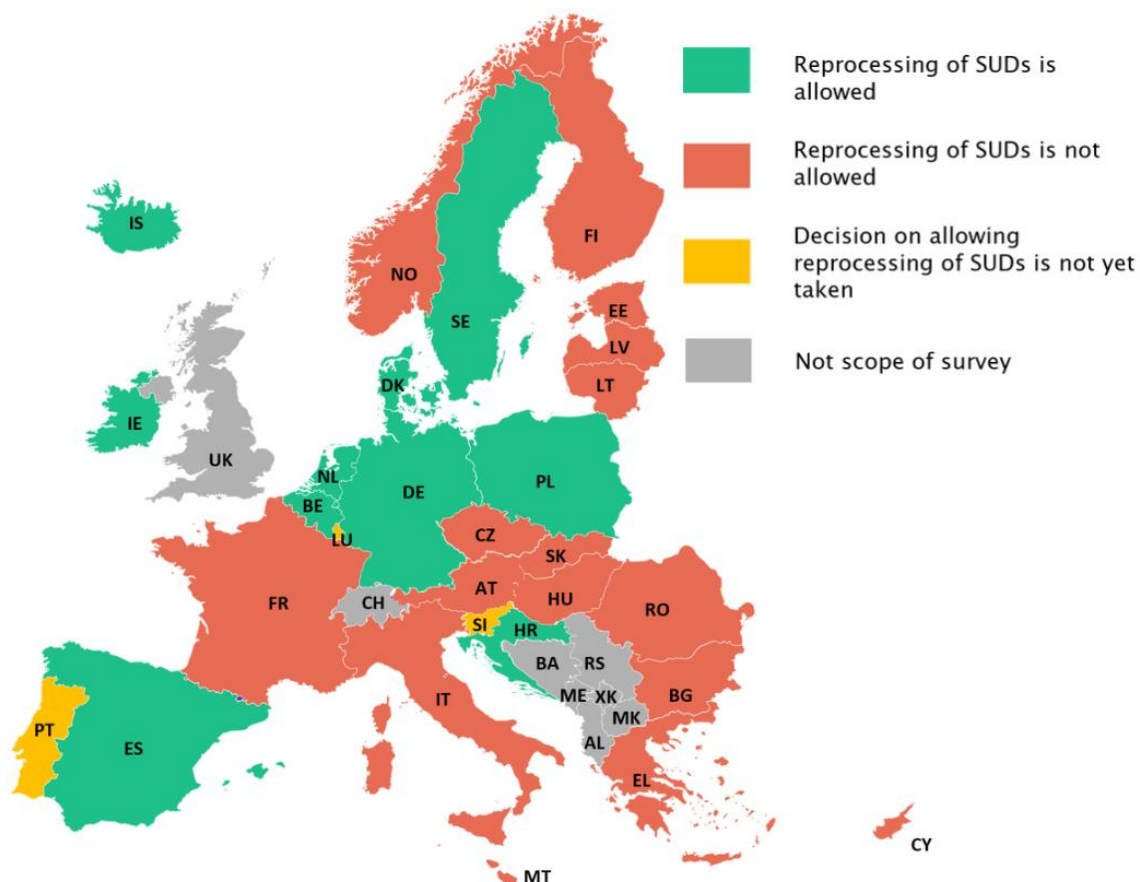 Reprocessing of SUDs is
allowed
Reprocessing of SUDs is not
allowed
Decision on allowing
reprocessing of SUDs is not yet
taken
Not scope of survey
IS
NO
FI
SE
EE
LV
LT
DK
IE
UK
NL
DE
PL
BE
LU
CZ
SK
FR
CH
AT
HU
RO
SI
HR
BA
RS
IT
ME
XK
BG
MK
PT
ES
AL
EL
CY
MT